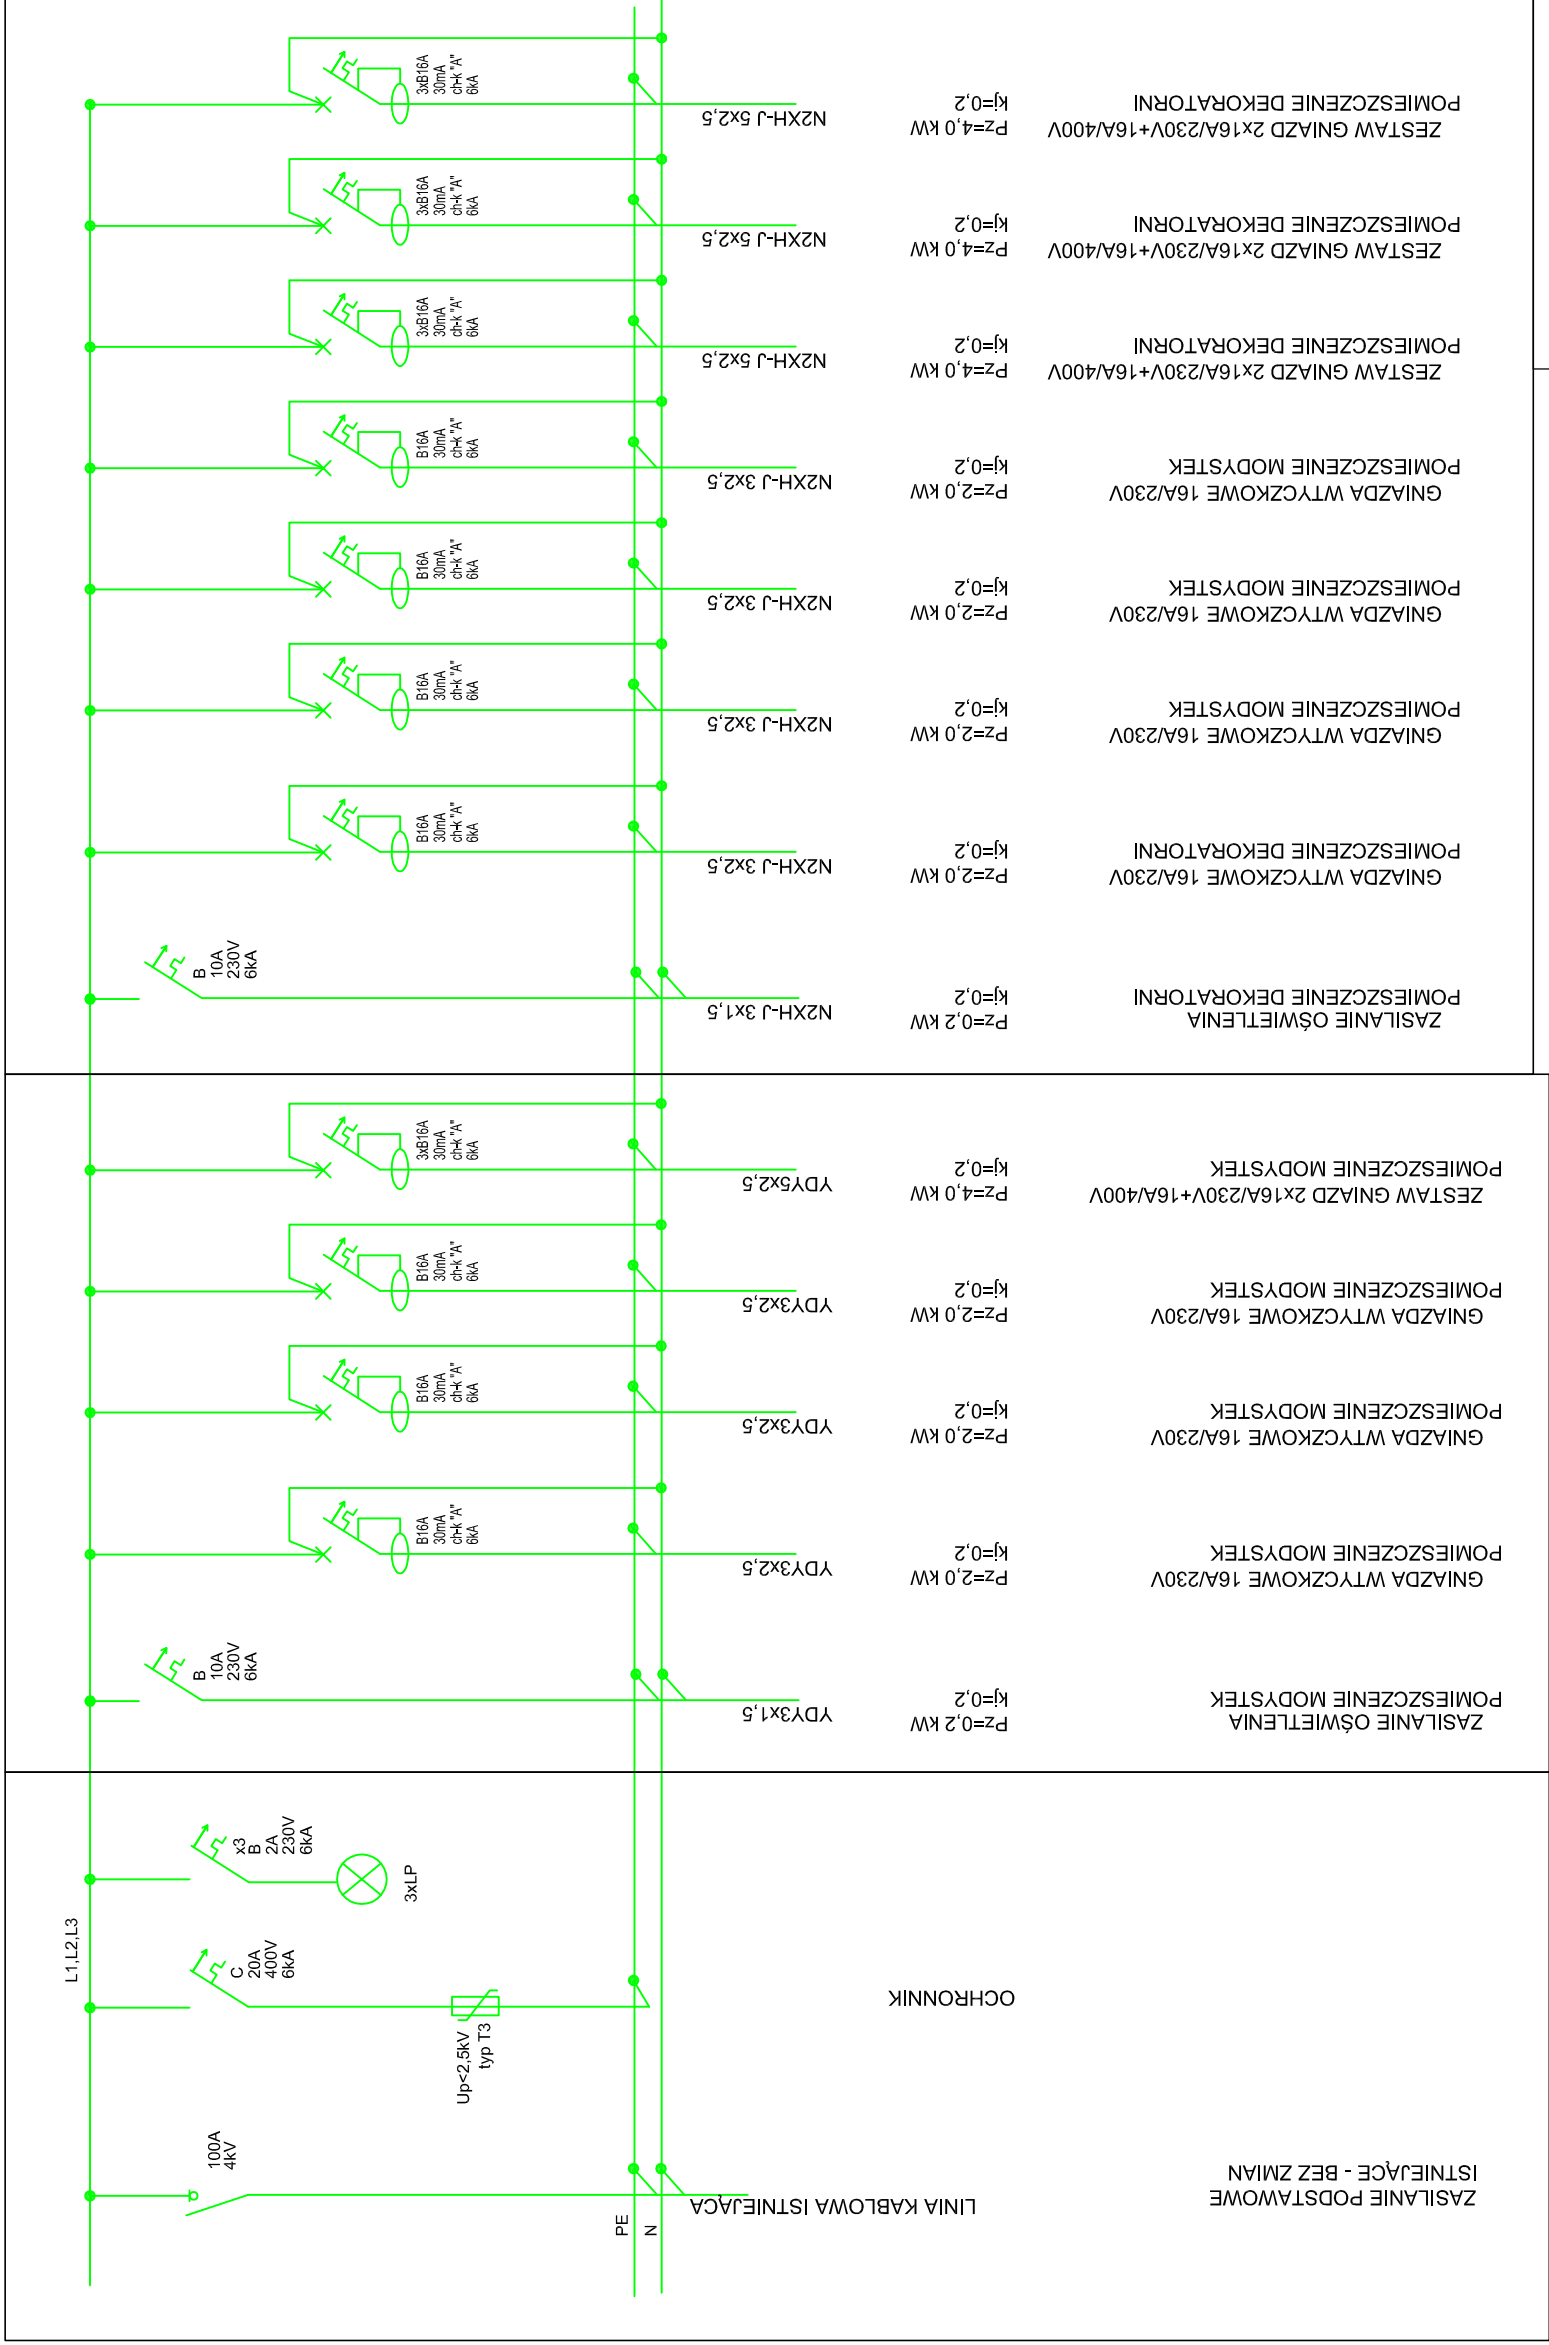 3xB16A
30mA
ch-k "A"
6kA
N2XH-J 5x2,5
Pz=4,0 kW
kj=0,2
ZESTAW GNIAZD 2x16A/230V+16A/400V
POMIESZCZENIE DEKORATORNI
3xB16A
30mA
ch-k "A"
6kA
N2XH-J 5x2,5
Pz=4,0 kW
kj=0,2
ZESTAW GNIAZD 2x16A/230V+16A/400V
POMIESZCZENIE DEKORATORNI
3xB16A
30mA
ch-k "A"
6kA
N2XH-J 5x2,5
Pz=4,0 kW
kj=0,2
ZESTAW GNIAZD 2x16A/230V+16A/400V
POMIESZCZENIE DEKORATORNI
B16A
30mA
ch-k "A"
6kA
N2XH-J 3x2,5
Pz=2,0 kW
kj=0,2
GNIAZDA WTYCZKOWE 16A/230V
POMIESZCZENIE MODYSTEK
B16A
30mA
ch-k "A"
6kA
N2XH-J 3x2,5
Pz=2,0 kW
kj=0,2
GNIAZDA WTYCZKOWE 16A/230V
POMIESZCZENIE MODYSTEK
B16A
30mA
ch-k "A"
6kA
N2XH-J 3x2,5
Pz=2,0 kW
kj=0,2
GNIAZDA WTYCZKOWE 16A/230V
POMIESZCZENIE MODYSTEK
B16A
30mA
ch-k "A"
6kA
N2XH-J 3x2,5
Pz=2,0 kW
kj=0,2
GNIAZDA WTYCZKOWE 16A/230V
POMIESZCZENIE DEKORATORNI
B
10A
230V
6kA
N2XH-J 3x1,5
Pz=0,2 kW
kj=0,2
ZASILANIE OŚWIETLENIA
POMIESZCZENIE DEKORATORNI
3xB16A
30mA
ch-k "A"
6kA
YDY5x2,5
Pz=4,0 kW
kj=0,2
ZESTAW GNIAZD 2x16A/230V+16A/400V
POMIESZCZENIE MODYSTEK
B16A
30mA
ch-k "A"
6kA
YDY3x2,5
Pz=2,0 kW
kj=0,2
GNIAZDA WTYCZKOWE 16A/230V
POMIESZCZENIE MODYSTEK
B16A
30mA
ch-k "A"
6kA
YDY3x2,5
Pz=2,0 kW
kj=0,2
GNIAZDA WTYCZKOWE 16A/230V
POMIESZCZENIE MODYSTEK
B16A
30mA
ch-k "A"
6kA
YDY3x2,5
Pz=2,0 kW
kj=0,2
GNIAZDA WTYCZKOWE 16A/230V
POMIESZCZENIE MODYSTEK
B
10A
230V
6kA
YDY3x1,5
Pz=0,2 kW
kj=0,2
ZASILANIE OŚWIETLENIA
POMIESZCZENIE MODYSTEK
x3
B
2A
230V
6kA
3xLP
L1,L2,L3
C
20A
400V
6kA
Up<2,5kV
typ T3
OCHRONNIK
100A
4kV
PE
N
LINIA KABLOWA ISTNIEJĄCA
ZASILANIE PODSTAWOWE
ISTNIEJĄCE - BEZ ZMIAN